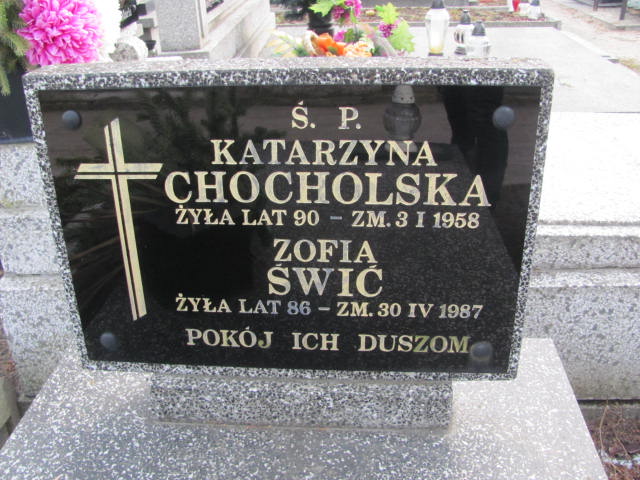 Ś. P.
KATARZYNA
CHOCHOLSKA
ŻYŁA LAT 90 - ZM. 3 I 1958
ZOFIA
ŚWIĆ
ŻYŁA LAT 86 - ZM. 30 IV 1987
POKÓJ ICH DUSZOM